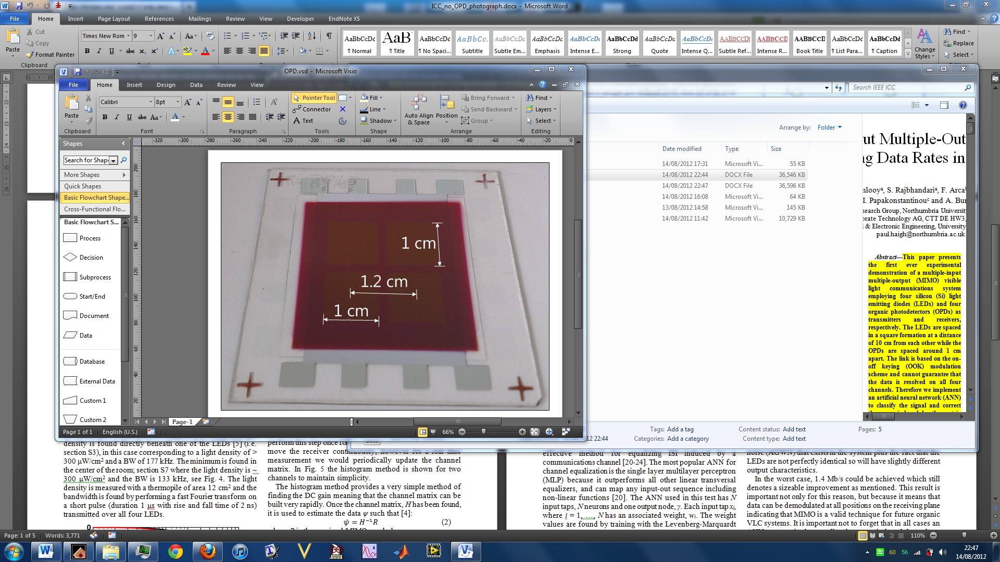 ICC_no_OPD_photograph.docx - Microsoft Word
File Home Insert Page Layout References Mailings Review View Developer EndNote X5
Cut
Copy
Paste
Format Painter
Clipboard
Times New Rom 9
AaBbCcDd AaB AaBbCcDd AaBbCc. AaBbCcDd AaBbCcDd AaBbCcDd AaBbCcDd AaBbCcDd AaBbCcDd AABBCCDD AABBCCD AABBCCD AaBbCcDd AaBbCcDd
¶ Normal ¶ Title ¶ No Spaci... Subtitle Subtle Em... Emphasis Intense E... Strong Quote Intense Q... Subtle Ref... Intense R... Book Title ¶ List Para... ¶ Caption
Change Styles
Find
Replace
Select
Editing
OPD.vsd - Microsoft Visio
File Home Insert Design Data Review View
Paste
Clipboard
Calibri 8pt
Font
Paragraph
Pointer Tool
Connector
Text
Tools
Fill
Line
Shadow
Shape
Auto Align & Space
Position
Bring Forward
Send Backward
Group
Arrange
Find
Layers
Select
Editing
Shapes
Search for Shap
More Shapes
Quick Shapes
Basic Flowchart Shape...
Cross-Functional Flo...
Basic Flowchart S...
Process
Decision
Subprocess
Start/End
Document
Data
Database
External Data
Custom 1
Custom 2
-320 -300 -280 -260 -240 -220 -200 -180 -160 -140 -120 -100 -80 -60 -40 -20 0
200
180
160
140
120
100
80
60
40
20
1 cm
1.2 cm
1 cm
Page-1
Page 1 of 1 English (U.S.) 66%
Search IEEE ICC
Arrange by: Folder
Date modified Type Size
14/08/2012 17:31 Microsoft Vi... 55 KB
14/08/2012 22:44 DOCX File 36,546 KB
14/08/2012 22:47 DOCX File 36,596 KB
14/08/2012 16:08 Microsoft Vi... 64 KB
13/08/2012 14:58 Microsoft Vi... 145 KB
14/08/2012 11:42 Microsoft Vi... 10,729 KB
ut Multiple-Out
ng Data Rates in
mlooyᵃ, S. Rajbhandariᵃ, F. Arcaᵇ
I. Papakonstantinouᶜ and A. Bur
search Group, Northumbria University
orate Technology AG, CTT DE HW3,
l & Electronic Engineering, University
paul.haigh@northumbria.ac.uk
Abstract—This paper presents
the first ever experimental
demonstration of a multiple-input
multiple-output (MIMO) visible
light communications system
employing four silicon (Si) light
emitting diodes (LEDs) and four
organic photodetectors (OPDs) as
transmitters and receivers,
respectively. The LEDs are spaced
in a square formation at a distance
of 10 cm from each other while the
OPDs are spaced around 1 cm
apart. The link is based on the on-
off keying (OOK) modulation
scheme and cannot guarantee that
the data is resolved on all four
channels. Therefore we implement
an artificial neural network (ANN)
to classify the signal and correct
12 22:44
Tags: Add a tag
Categories: Add a category
Content status: Add text
Content type: Add text
Pages: 5
density is found directly beneath one of the LEDs [5] (i.e.
section S3), in this case corresponding to a light density of >
300 µW/cm² and a BW of 177 kHz. The minimum is found in
the center of the room; section S7 where the light density is ~
300 µW/cm² and the BW is 133 kHz, see Fig. 4. The light
density is measured with a thermopile of area 12 cm² and the
bandwidth is found by performing a fast Fourier transform on
a short pulse (duration 1 µs with rise and fall time of 2 ns)
transmitted over all four LEDs.
0
perform this step once for
move the receiver continuously, however for a real time
measurement we would periodically update the channel
matrix. In Fig. 5 the histogram method is shown for two
channels to maintain simplicity.
The histogram method provides a very simple method of
finding the DC gain meaning that the channel matrix can be
built very rapidly. Once the channel matrix, H has been found,
it is used to estimate the data ψ such that [4]:
ψ = H⁻¹R (2)
effective method for equalizing ISI induced by a
communications channel [20-24]. The most popular ANN for
channel equalization is the single layer multilayer perceptron
(MLP) because it outperforms all other linear transversal
equalizers, and can map any input-out sequence including
non-linear functions [20]. The ANN used in this test has N
input taps, N neurons and one output node, y. Each input tap xᵢ,
where i = 1,....., N has an associated weight, wᵢ. The weight
values are found by training with the Levenberg-Marquardt
noise (AGWN) that exists in the system plus the fact that the
LEDs are not perfectly identical so will have slightly different
output characteristics.
In the worst case, 1.4 Mb/s could be achieved which still
denotes a sizeable improvement as mentioned. This result is
important not only for this reason, but because it means that
data can be demodulated at all positions on the receiving plane
indicating that MIMO is a valid technique for future organic
VLC systems. It is important not to forget that in all cases an
Page: 1 of 5 Words: 3,771 110%
60 56
22:47
14/08/2012